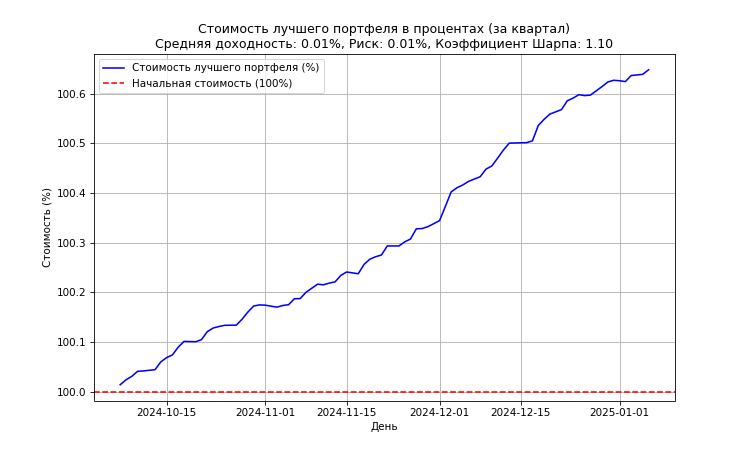 Стоимость лучшего портфеля в процентах (за квартал)
Средняя доходность: 0.01%, Риск: 0.01%, Коэффициент Шарпа: 1.10
Стоимость лучшего портфеля (%)
Начальная стоимость (100%)
Стоимость (%)
100.6
100.5
100.4
100.3
100.2
100.1
100.0
2024-10-15 2024-11-01 2024-11-15 2024-12-01 2024-12-15 2025-01-01
День